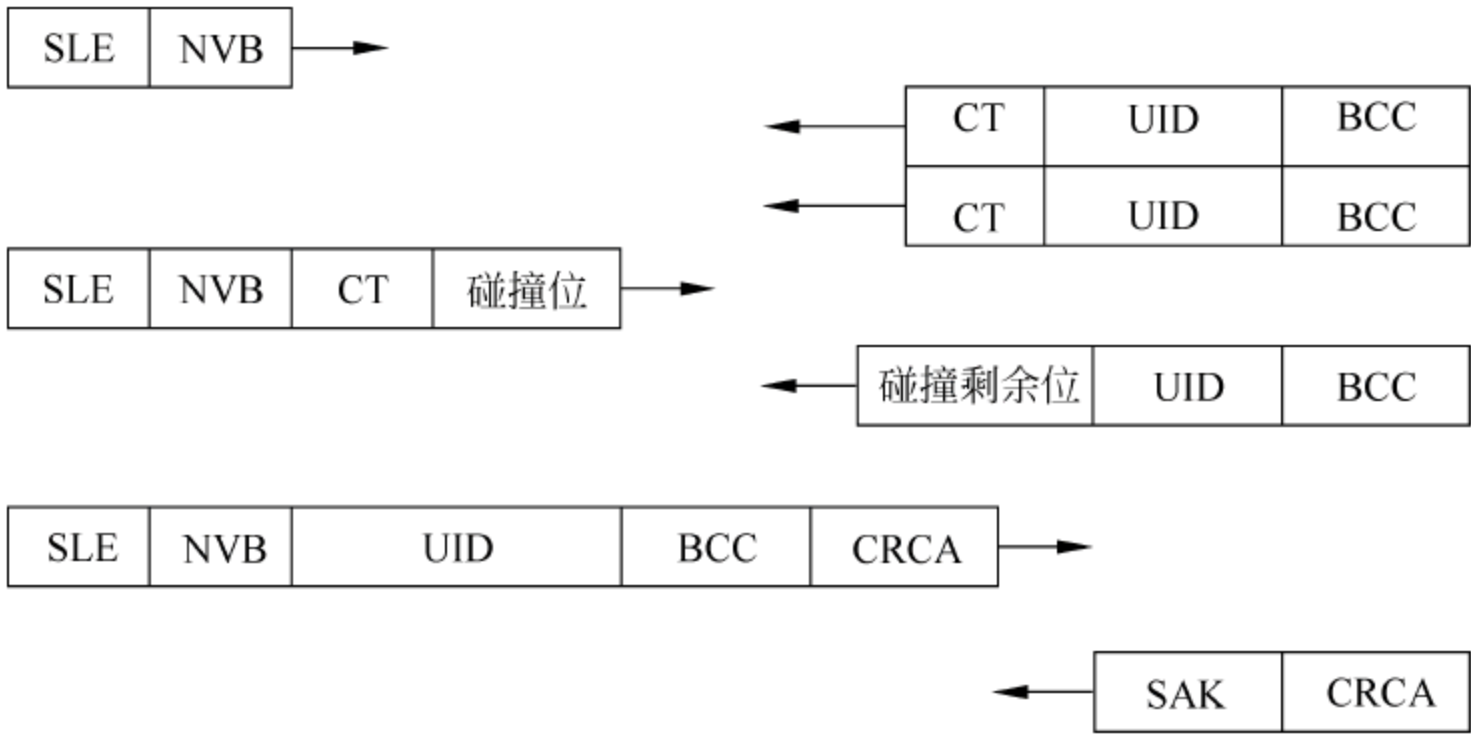 SLE NVB
CT UID BCC
CT UID BCC
SLE NVB CT 碰撞位
碰撞剩余位 UID BCC
SLE NVB UID BCC CRCA
SAK CRCA